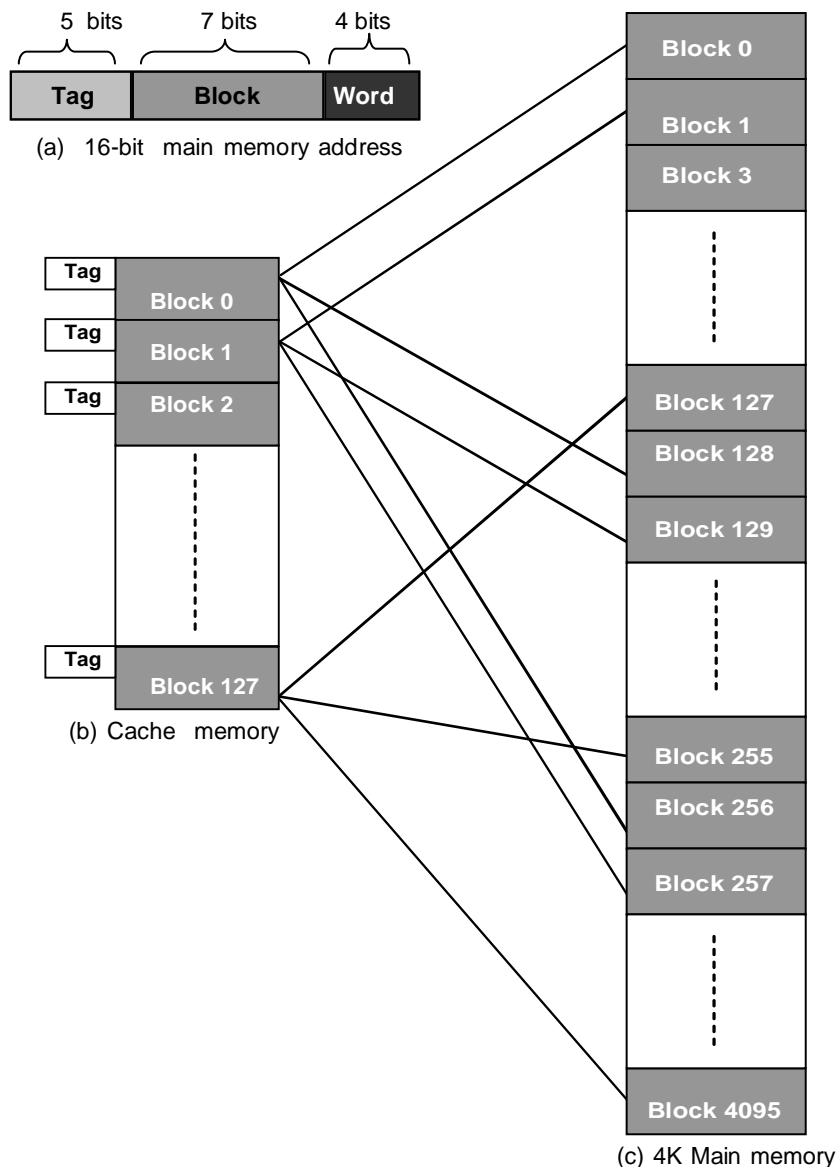 5 bits
7 bits
4 bits
Tag
Block
Word
(a) 16-bit main memory address
Tag
Block 0
Tag
Block 1
Tag
Block 2
Tag
Block 127
(b) Cache memory
Block 0
Block 1
Block 3
Block 127
Block 128
Block 129
Block 255
Block 256
Block 257
Block 4095
(c) 4K Main memory